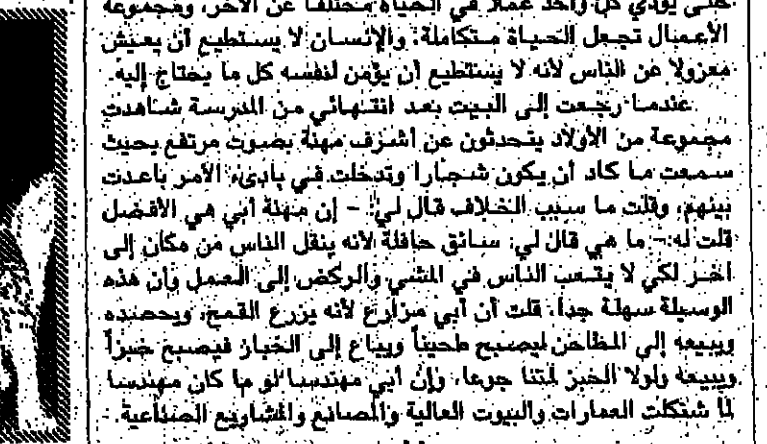 حتى يؤدي كل واحد عملا في الحياة مختلفا عن الآخر، ومجموعة
الأعمال تجعل الحياة متكاملة، والإنسان لا يستطيع أن يعيش
معزولا عن الناس لأنه لا يستطيع أن يؤمن لنفسه كل ما يحتاج إليه.
عندما رجعت إلى البيت بعد انتهائي من المدرسة شاهدت
مجموعة من الأولاد يتحدثون عن أشرف مهنة بصوت مرتفع بحيث
سمعت ما كاد أن يكون شجارا وتدخلت في بادىء الأمر باعدت
بينهم، وقلت ما سبب الخلاف قال لي: - إن مهنة أبي هي الأفضل
قلت له:- ما هي قال لي: سائق حافلة لأنه ينقل الناس من مكان إلى
آخر لكي لا يتعب الناس في المشي والركض إلى العمل وإن هذه
الوسيلة سهلة جدا، قلت أن أبي مزارع لأنه يزرع القمح، ويحصده
ويبيعه إلى المطاحن ليصبح طحيناً ويباع إلى الخباز فيصبح خبزاً
ويبيعه ولولا الخبز لمتنا جوعا، وإن أبي مهندسا لو ما كان مهندسا
لما شكلت العمارات والبيوت العالية والمصانع والمشاريع الصناعية.